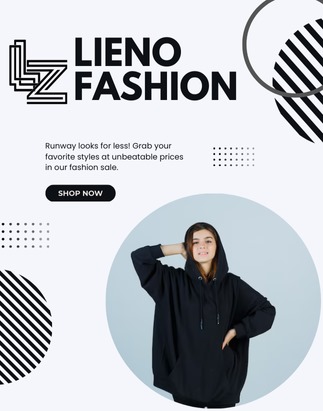 LZ
LIENO
FASHION
Runway looks for less! Grab your
favorite styles at unbeatable prices
in our fashion sale.
SHOP NOW